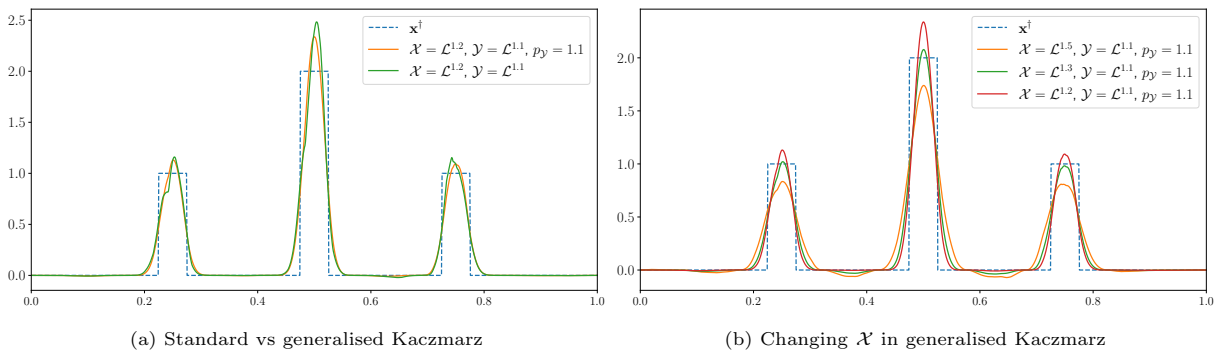 2.5
2.0
1.5
1.0
0.5
0.0
0.0 0.2 0.4 0.6 0.8 1.0
x†
𝒳 = ℒ^1.2, 𝒴 = ℒ^1.1, p_𝒴 = 1.1
𝒳 = ℒ^1.2, 𝒴 = ℒ^1.1
(a) Standard vs generalised Kaczmarz
2.0
1.5
1.0
0.5
0.0
0.0 0.2 0.4 0.6 0.8 1.0
x†
𝒳 = ℒ^1.5, 𝒴 = ℒ^1.1, p_𝒴 = 1.1
𝒳 = ℒ^1.3, 𝒴 = ℒ^1.1, p_𝒴 = 1.1
𝒳 = ℒ^1.2, 𝒴 = ℒ^1.1, p_𝒴 = 1.1
(b) Changing 𝒳 in generalised Kaczmarz